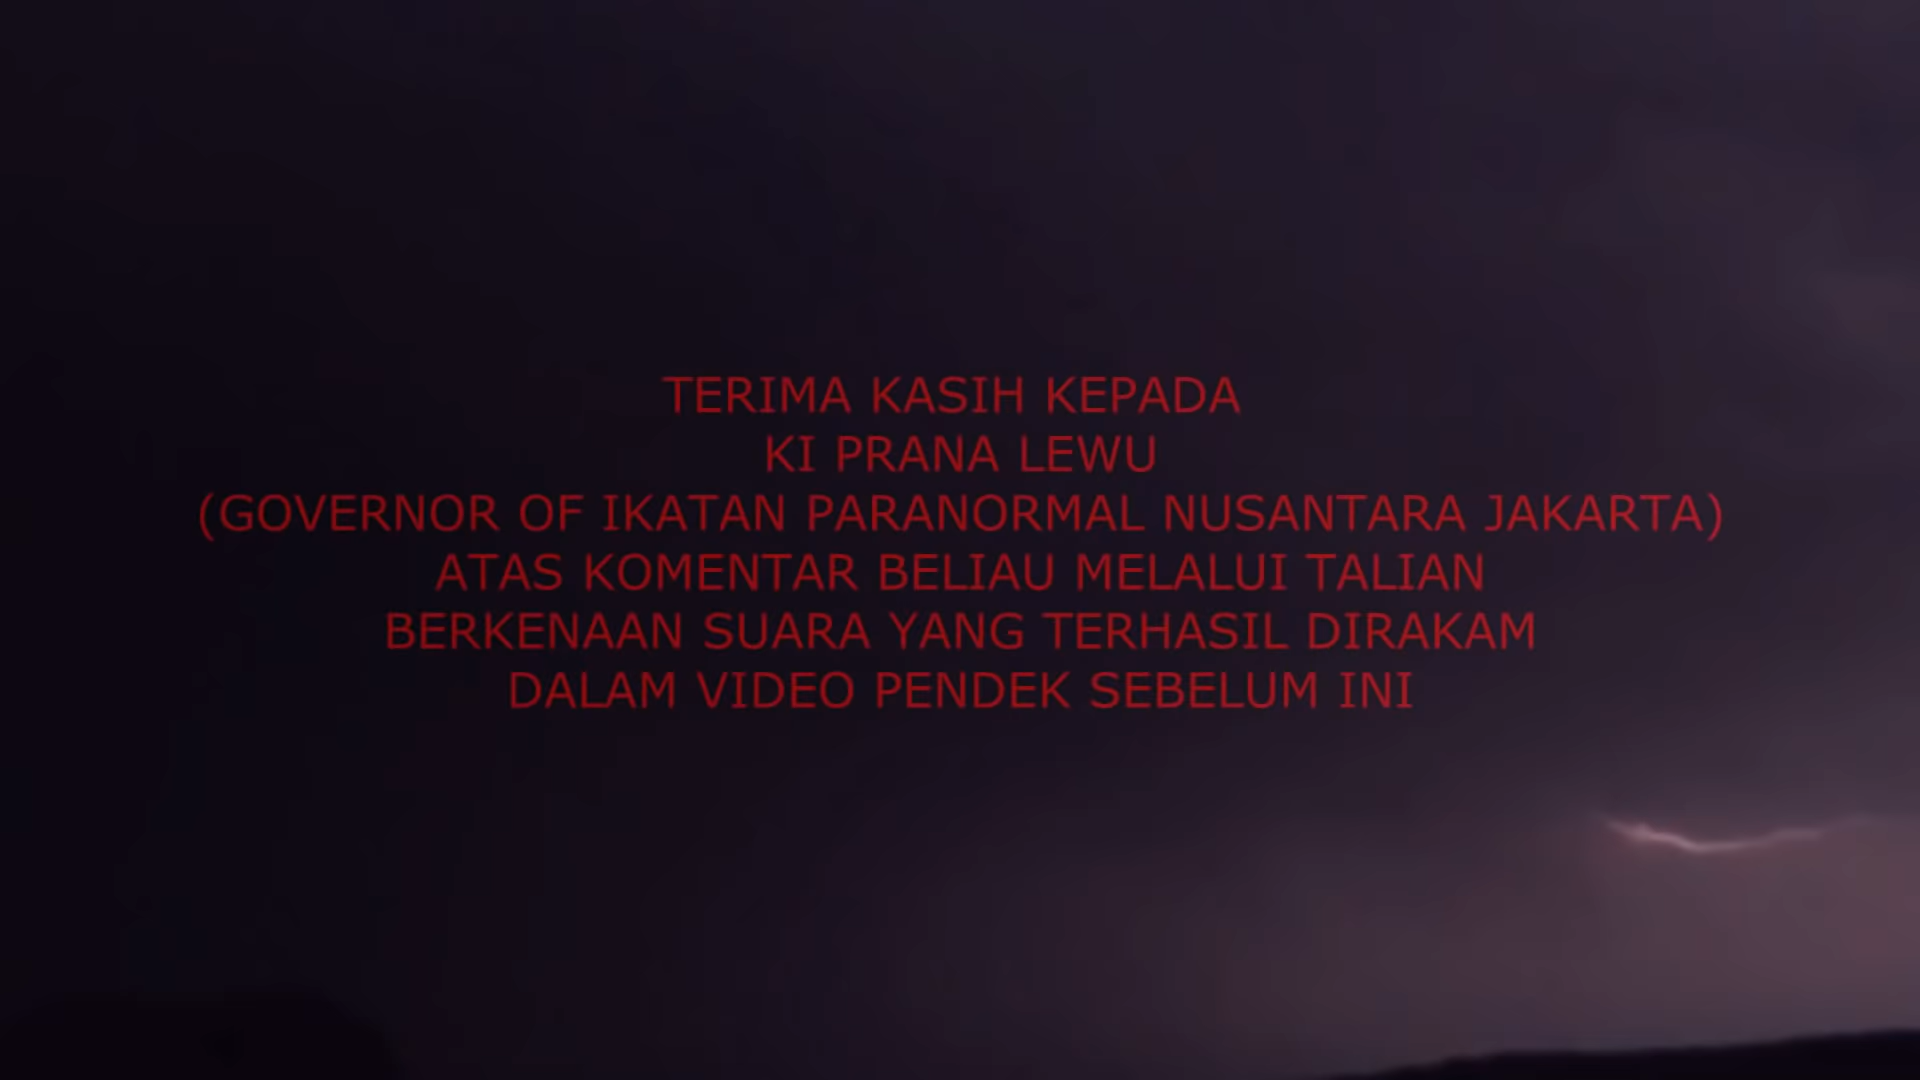 TERIMA KASIH KEPADA
KI PRANA LEWU
(GOVERNOR OF IKATAN PARANORMAL NUSANTARA JAKARTA)
ATAS KOMENTAR BELIAU MELALUI TALIAN
BERKENAAN SUARA YANG TERHASIL DIRAKAM
DALAM VIDEO PENDEK SEBELUM INI